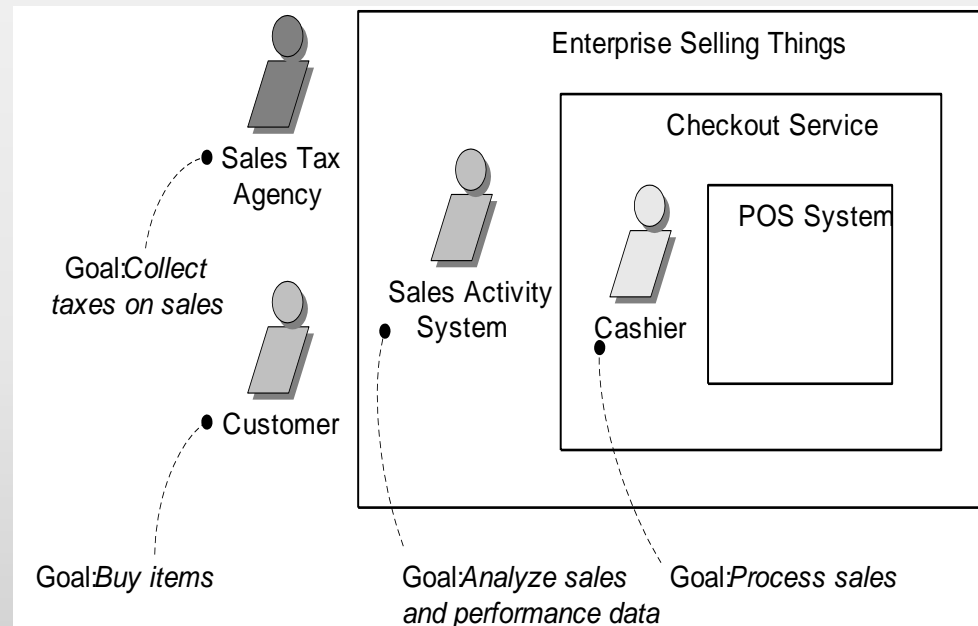 Enterprise Selling Things
Checkout Service
POS System
Sales Tax
Agency
Goal:Collect
taxes on sales
Sales Activity
System
Cashier
Customer
Goal:Buy items
Goal:Analyze sales
and performance data
Goal:Process sales